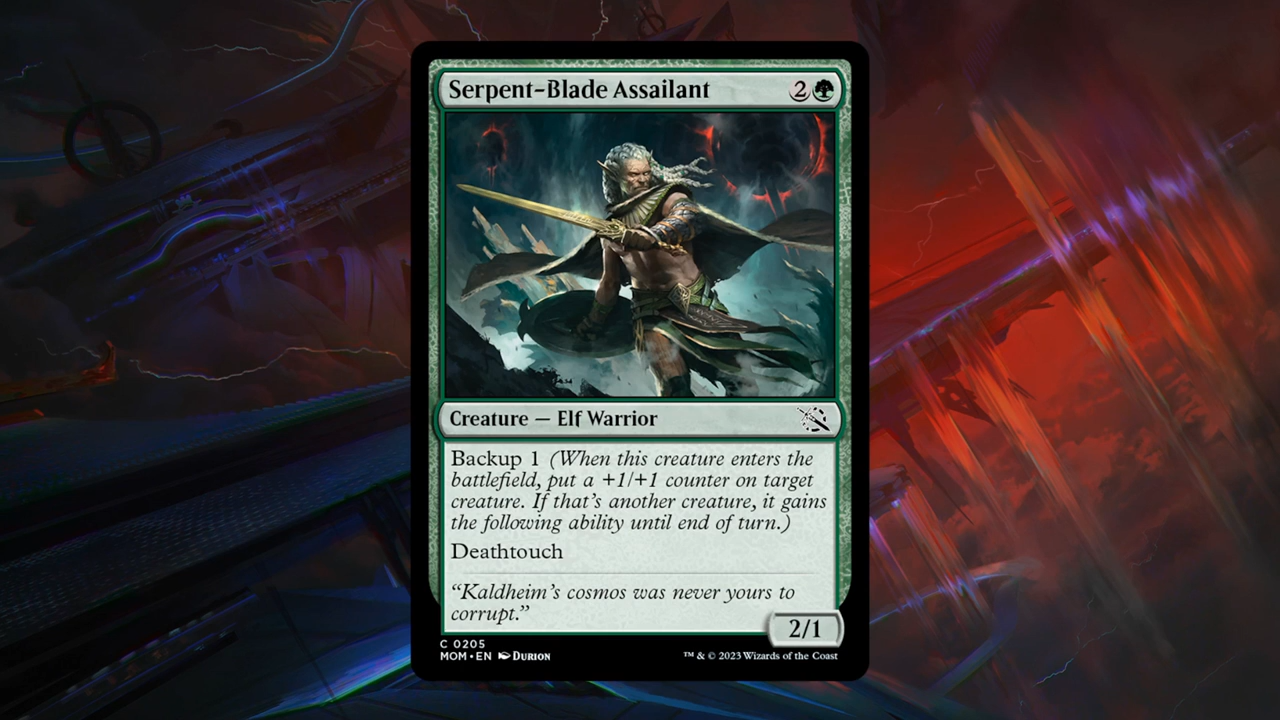 Serpent-Blade Assailant 2
Creature — Elf Warrior
Backup 1 (When this creature enters the
battlefield, put a +1/+1 counter on target
creature. If that's another creature, it gains
the following ability until end of turn.)
Deathtouch
“Kaldheim's cosmos was never yours to
corrupt.”
2/1
C 0205
MOM • EN DURION
™ & © 2023 Wizards of the Coast